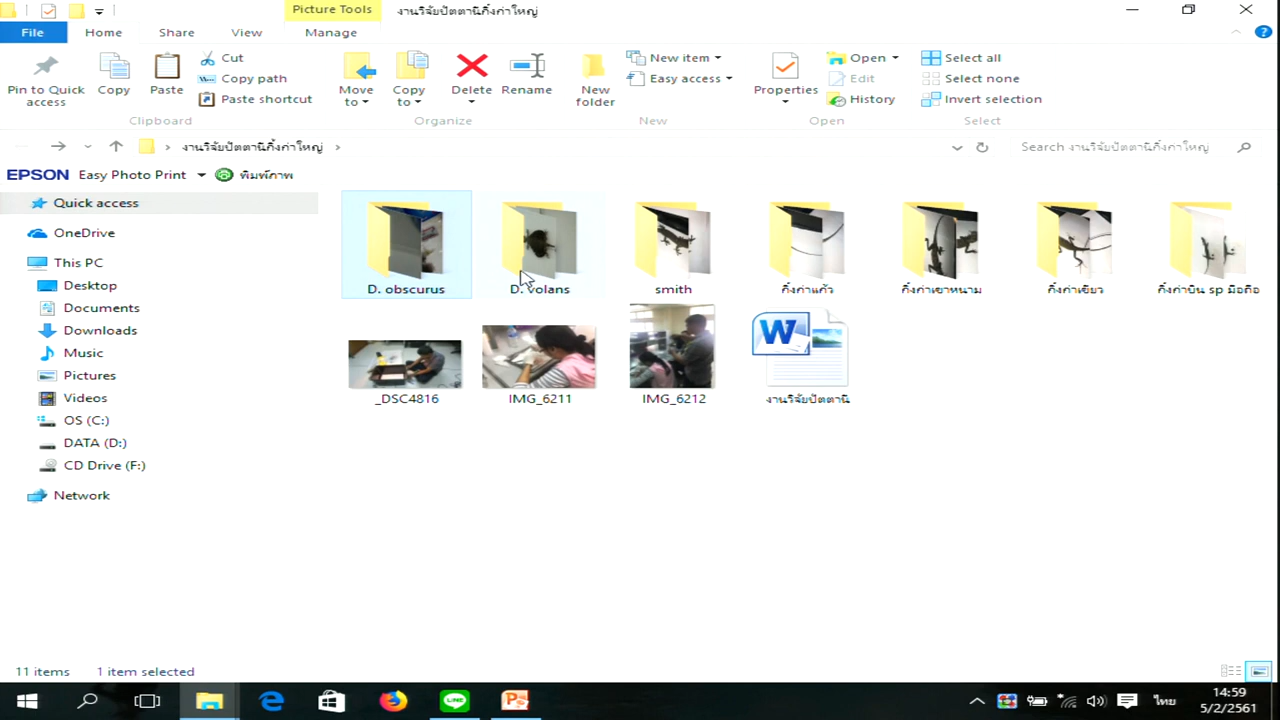 Picture Tools งานวิจัยปัตตานีกิ้งก่าใหญ่
File Home Share View Manage
Pin to Quick access
Copy
Paste
Cut
Copy path
Paste shortcut
Move to
Copy to
Delete
Rename
New folder
New item
Easy access
Properties
Open
Edit
History
Select all
Select none
Invert selection
Clipboard Organize New Open Select
งานวิจัยปัตตานีกิ้งก่าใหญ่ Search งานวิจัยปัตตานีกิ้งก่าใหญ่
EPSON Easy Photo Print พิมพ์ภาพ
Quick access
OneDrive
This PC
Desktop
Documents
Downloads
Music
Pictures
Videos
OS (C:)
DATA (D:)
CD Drive (F:)
Network
D. obscurus D. volans smith กิ้งก่าแก้ว กิ้งก่าเขาหนาม กิ้งก่าเขียว กิ้งก่าบิน sp มือถือ
_DSC4816 IMG_6211 IMG_6212 งานวิจัยปัตตานี
11 items 1 item selected
ไทย
14:59
5/2/2561